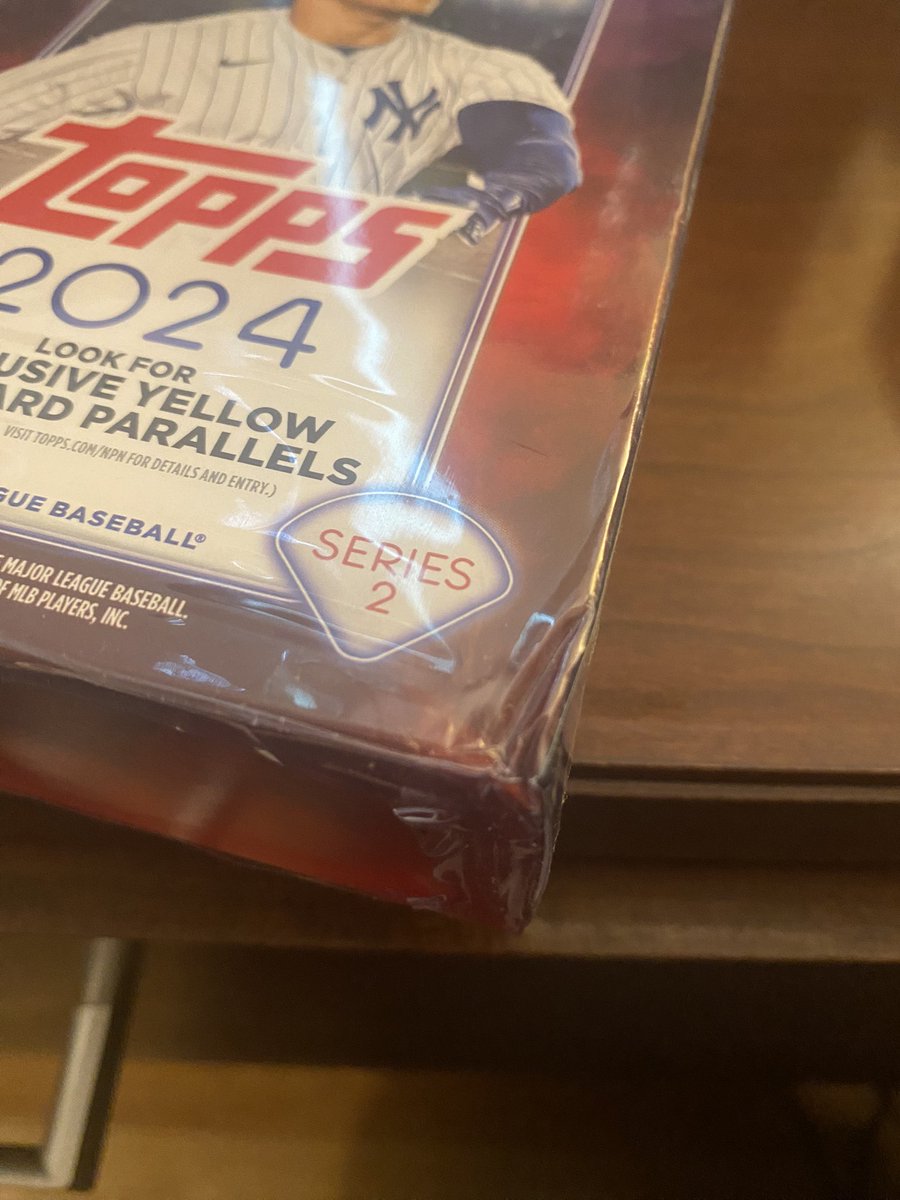 NY
TOPPS
2024
LOOK FOR
USIVE YELLOW
ARD PARALLELS
VISIT TOPPS.COM/NPN FOR DETAILS AND ENTRY.)
GUE BASEBALL®
SERIES
2
MAJOR LEAGUE BASEBALL.
OF MLB PLAYERS, INC.